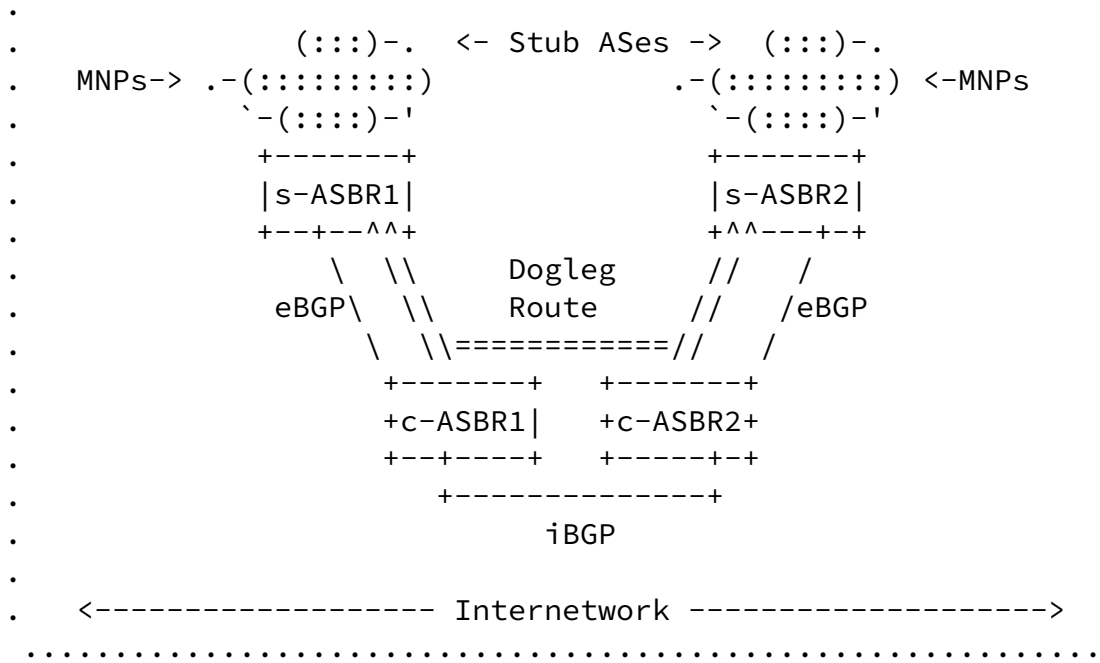 .
.                   (:::)-.  <- Stub ASes ->  (:::)-.
.   MNPs-> .-(:::::::::)             .-(:::::::::) <-MNPs
.            `-(::::)-'                `-(::::)-'
.             +-------+                +-------+
.             |s-ASBR1|                |s-ASBR2|
.             +--+--^^+                +^^---+-+
.                 \  \\     Dogleg     //   /
.              eBGP\  \\    Route     //   /eBGP
.                   \  \\============//   /
.                    +-------+   +-------+
.                    +c-ASBR1|   +c-ASBR2+
.                    +--+----+   +-----+-+
.                       +--------------+
.                             iBGP
.
.   <------------------- Internetwork -------------------->
............................................................